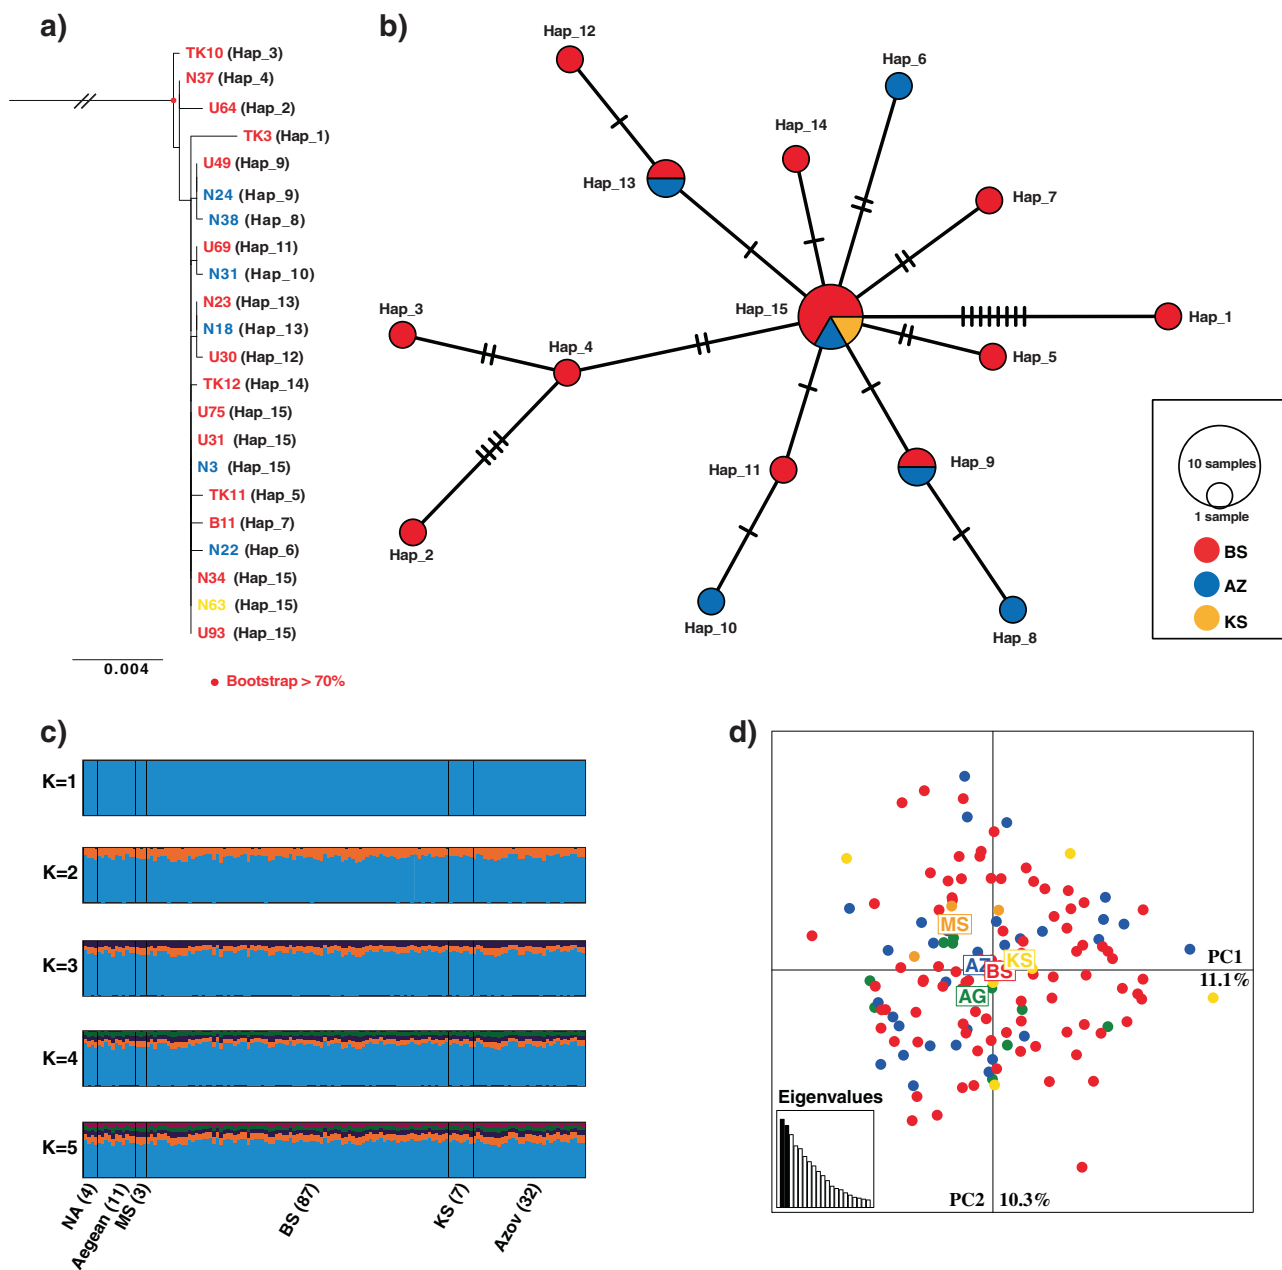 a)
TK10 (Hap_3)
N37 (Hap_4)
U64 (Hap_2)
TK3 (Hap_1)
U49 (Hap_9)
N24 (Hap_9)
N38 (Hap_8)
U69 (Hap_11)
N31 (Hap_10)
N23 (Hap_13)
N18 (Hap_13)
U30 (Hap_12)
TK12 (Hap_14)
U75 (Hap_15)
U31 (Hap_15)
N3 (Hap_15)
TK11 (Hap_5)
B11 (Hap_7)
N22 (Hap_6)
N34 (Hap_15)
N63 (Hap_15)
U93 (Hap_15)
0.004
Bootstrap > 70%
b)
Hap_12
Hap_6
Hap_14
Hap_13
Hap_7
Hap_3
Hap_15
Hap_1
Hap_4
Hap_5
Hap_11
Hap_9
Hap_2
Hap_10
Hap_8
10 samples
1 sample
BS
AZ
KS
c)
K=1
K=2
K=3
K=4
K=5
NA (4)
Aegean (11)
MS (3)
BS (87)
KS (7)
Azov (32)
d)
MS
AZ
BS
KS
AG
PC1
11.1%
Eigenvalues
PC2
10.3%